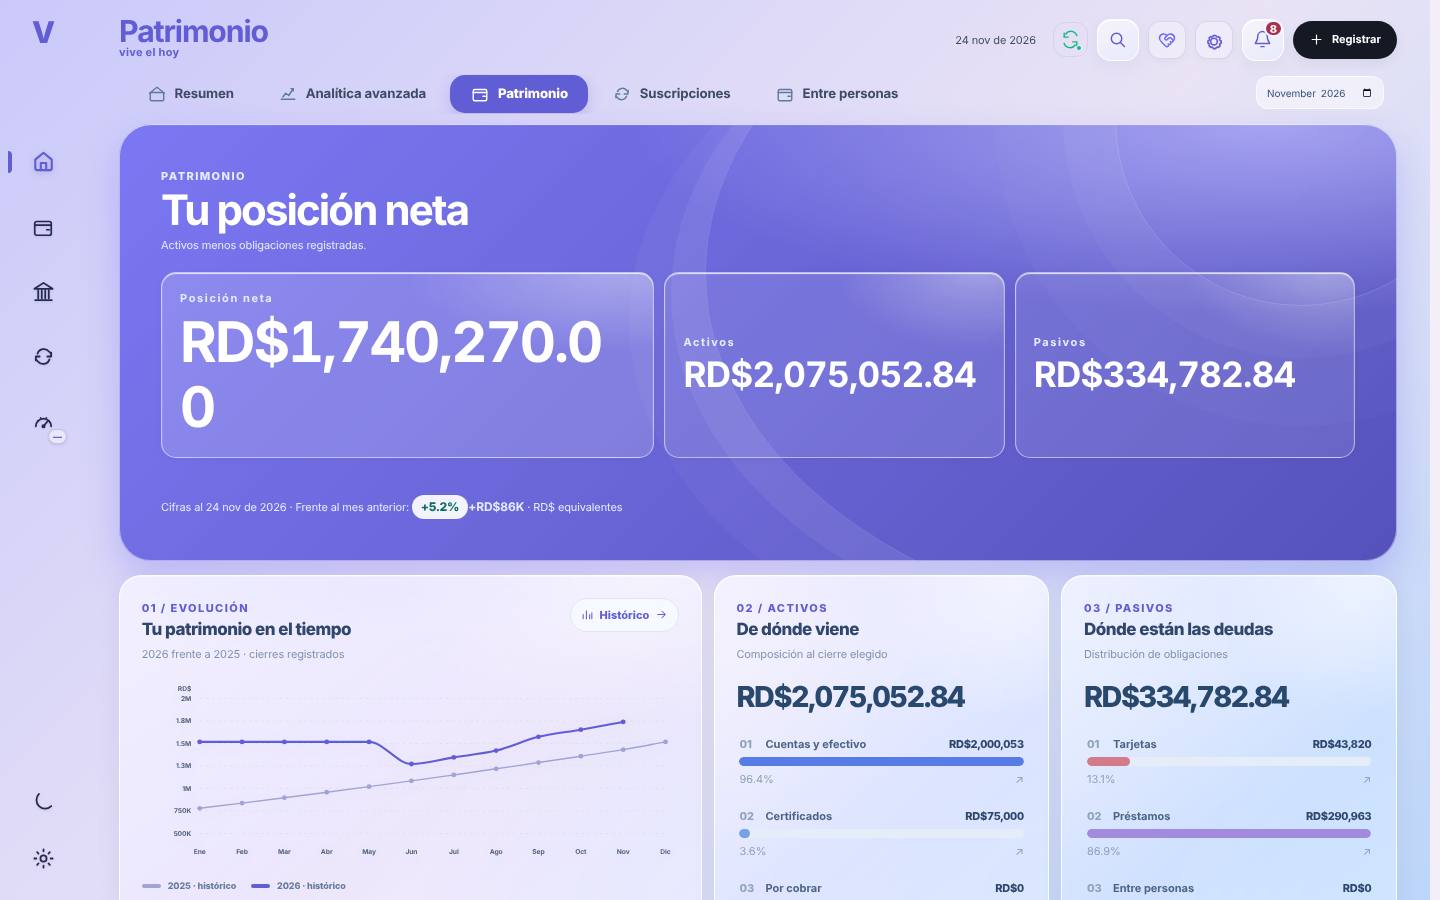 V
Patrimonio
vive el hoy
24 nov de 2026
8
Registrar
Resumen
Analítica avanzada
Patrimonio
Suscripciones
Entre personas
November 2026
PATRIMONIO
Tu posición neta
Activos menos obligaciones registradas.
Posición neta
RD$1,740,270.0
0
Activos
RD$2,075,052.84
Pasivos
RD$334,782.84
Cifras al 24 nov de 2026 · Frente al mes anterior: +5.2% +RD$86K · RD$ equivalentes
01 / EVOLUCIÓN
Tu patrimonio en el tiempo
2026 frente a 2025 · cierres registrados
Histórico →
RD$
2M
1.8M
1.5M
1.3M
1M
750K
500K
Ene Feb Mar Abr May Jun Jul Ago Sep Oct Nov Dic
2025 · histórico
2026 · histórico
02 / ACTIVOS
De dónde viene
Composición al cierre elegido
RD$2,075,052.84
01 Cuentas y efectivo RD$2,000,053
96.4% ↗
02 Certificados RD$75,000
3.6% ↗
03 Por cobrar RD$0
03 / PASIVOS
Dónde están las deudas
Distribución de obligaciones
RD$334,782.84
01 Tarjetas RD$43,820
13.1% ↗
02 Préstamos RD$290,963
86.9% ↗
03 Entre personas RD$0